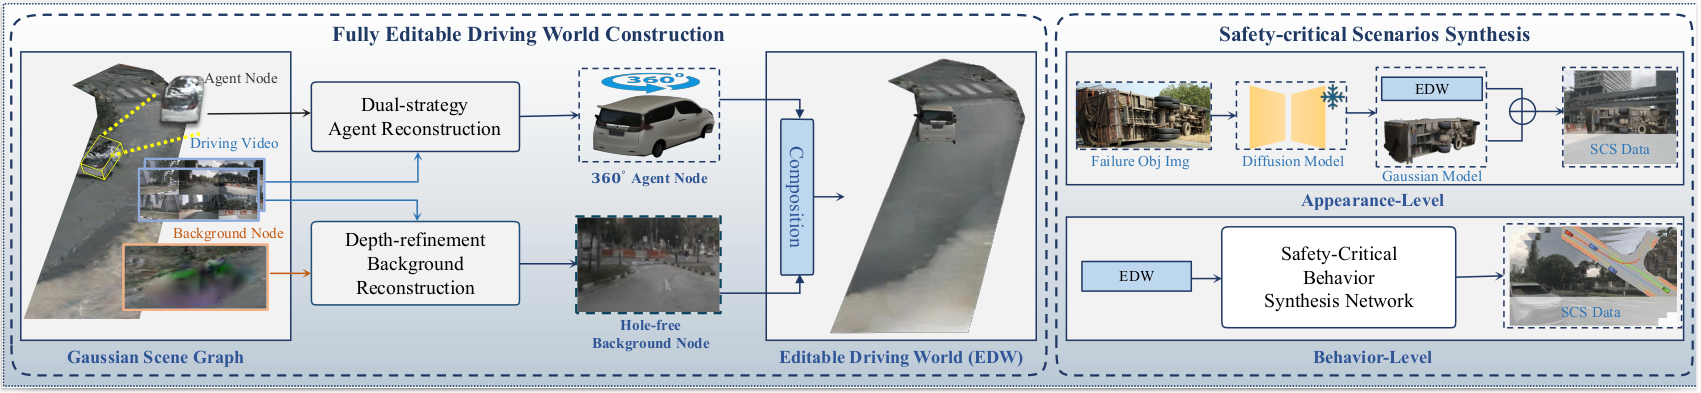 Fully Editable Driving World Construction
Agent Node
Driving Video
Background Node
Gaussian Scene Graph
Dual-strategy
Agent Reconstruction
Depth-refinement
Background
Reconstruction
360°
360° Agent Node
Hole-free
Background Node
Composition
Editable Driving World (EDW)
Safety-critical Scenarios Synthesis
Failure Obj Img
Diffusion Model
EDW
Gaussian Model
SCS Data
Appearance-Level
EDW
Safety-Critical
Behavior
Synthesis Network
SCS Data
Behavior-Level